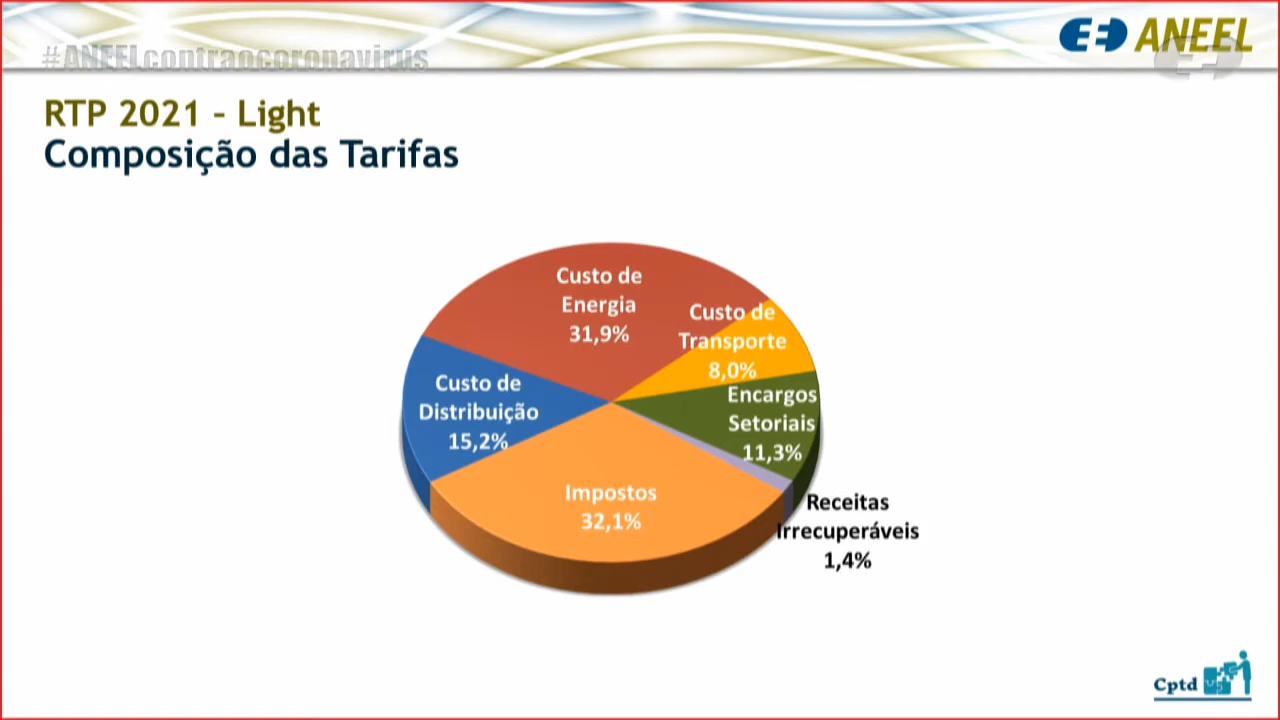 #ANEELcontraocoronavirus
ANEEL
RTP 2021 – Light
Composição das Tarifas
Custo de
Energia
31,9%
Custo de
Transporte
8,0%
Encargos
Setoriais
11,3%
Custo de
Distribuição
15,2%
Impostos
32,1%
Receitas
Irrecuperáveis
1,4%
Cptd